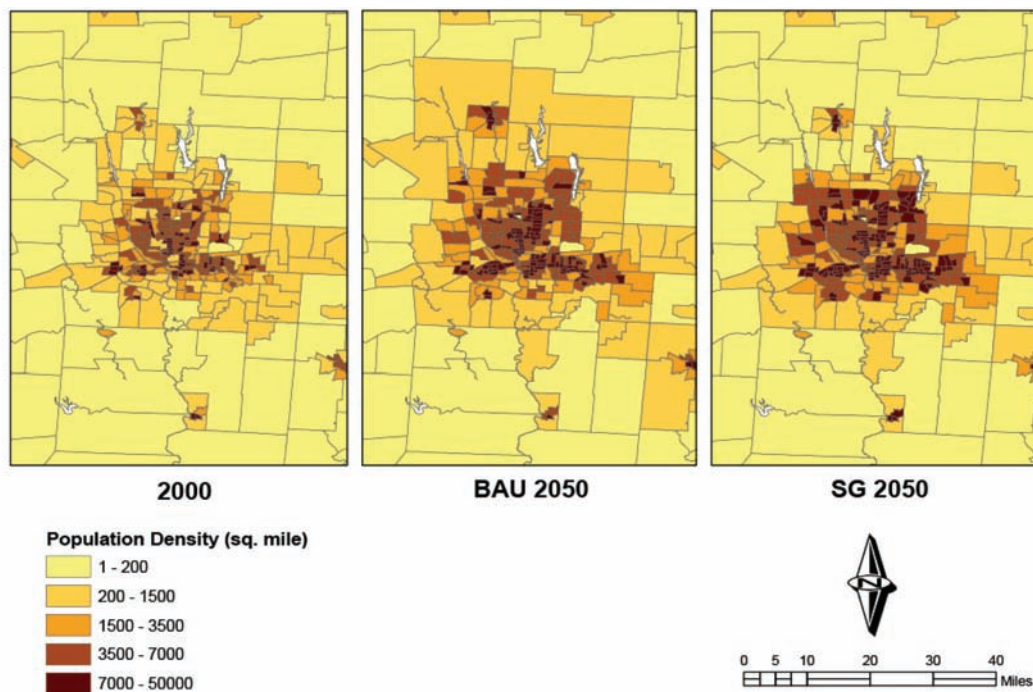 2000
BAU 2050
SG 2050
Population Density (sq. mile)
1 - 200
200 - 1500
1500 - 3500
3500 - 7000
7000 - 50000
N
0 5 10 20 30 40
Miles